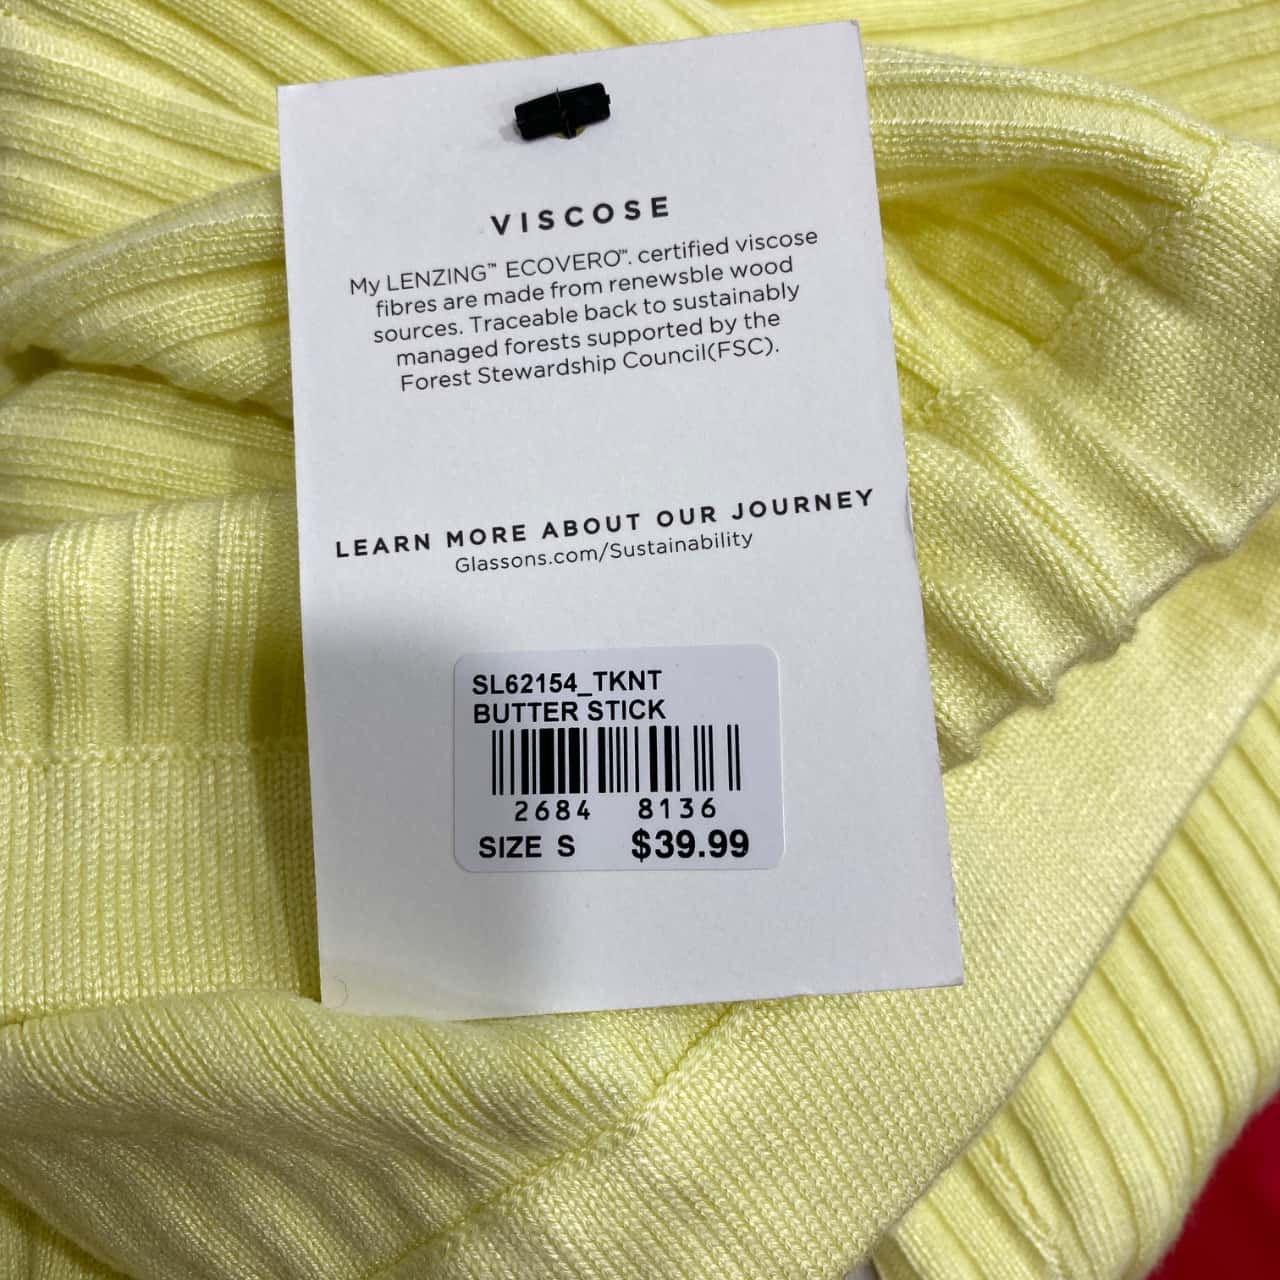 VISCOSE
My LENZING™ ECOVERO™. certified viscose
fibres are made from renewsble wood
sources. Traceable back to sustainably
managed forests supported by the
Forest Stewardship Council(FSC).
LEARN MORE ABOUT OUR JOURNEY
Glassons.com/Sustainability
SL62154_TKNT
BUTTER STICK
2684 8136
SIZE S $39.99